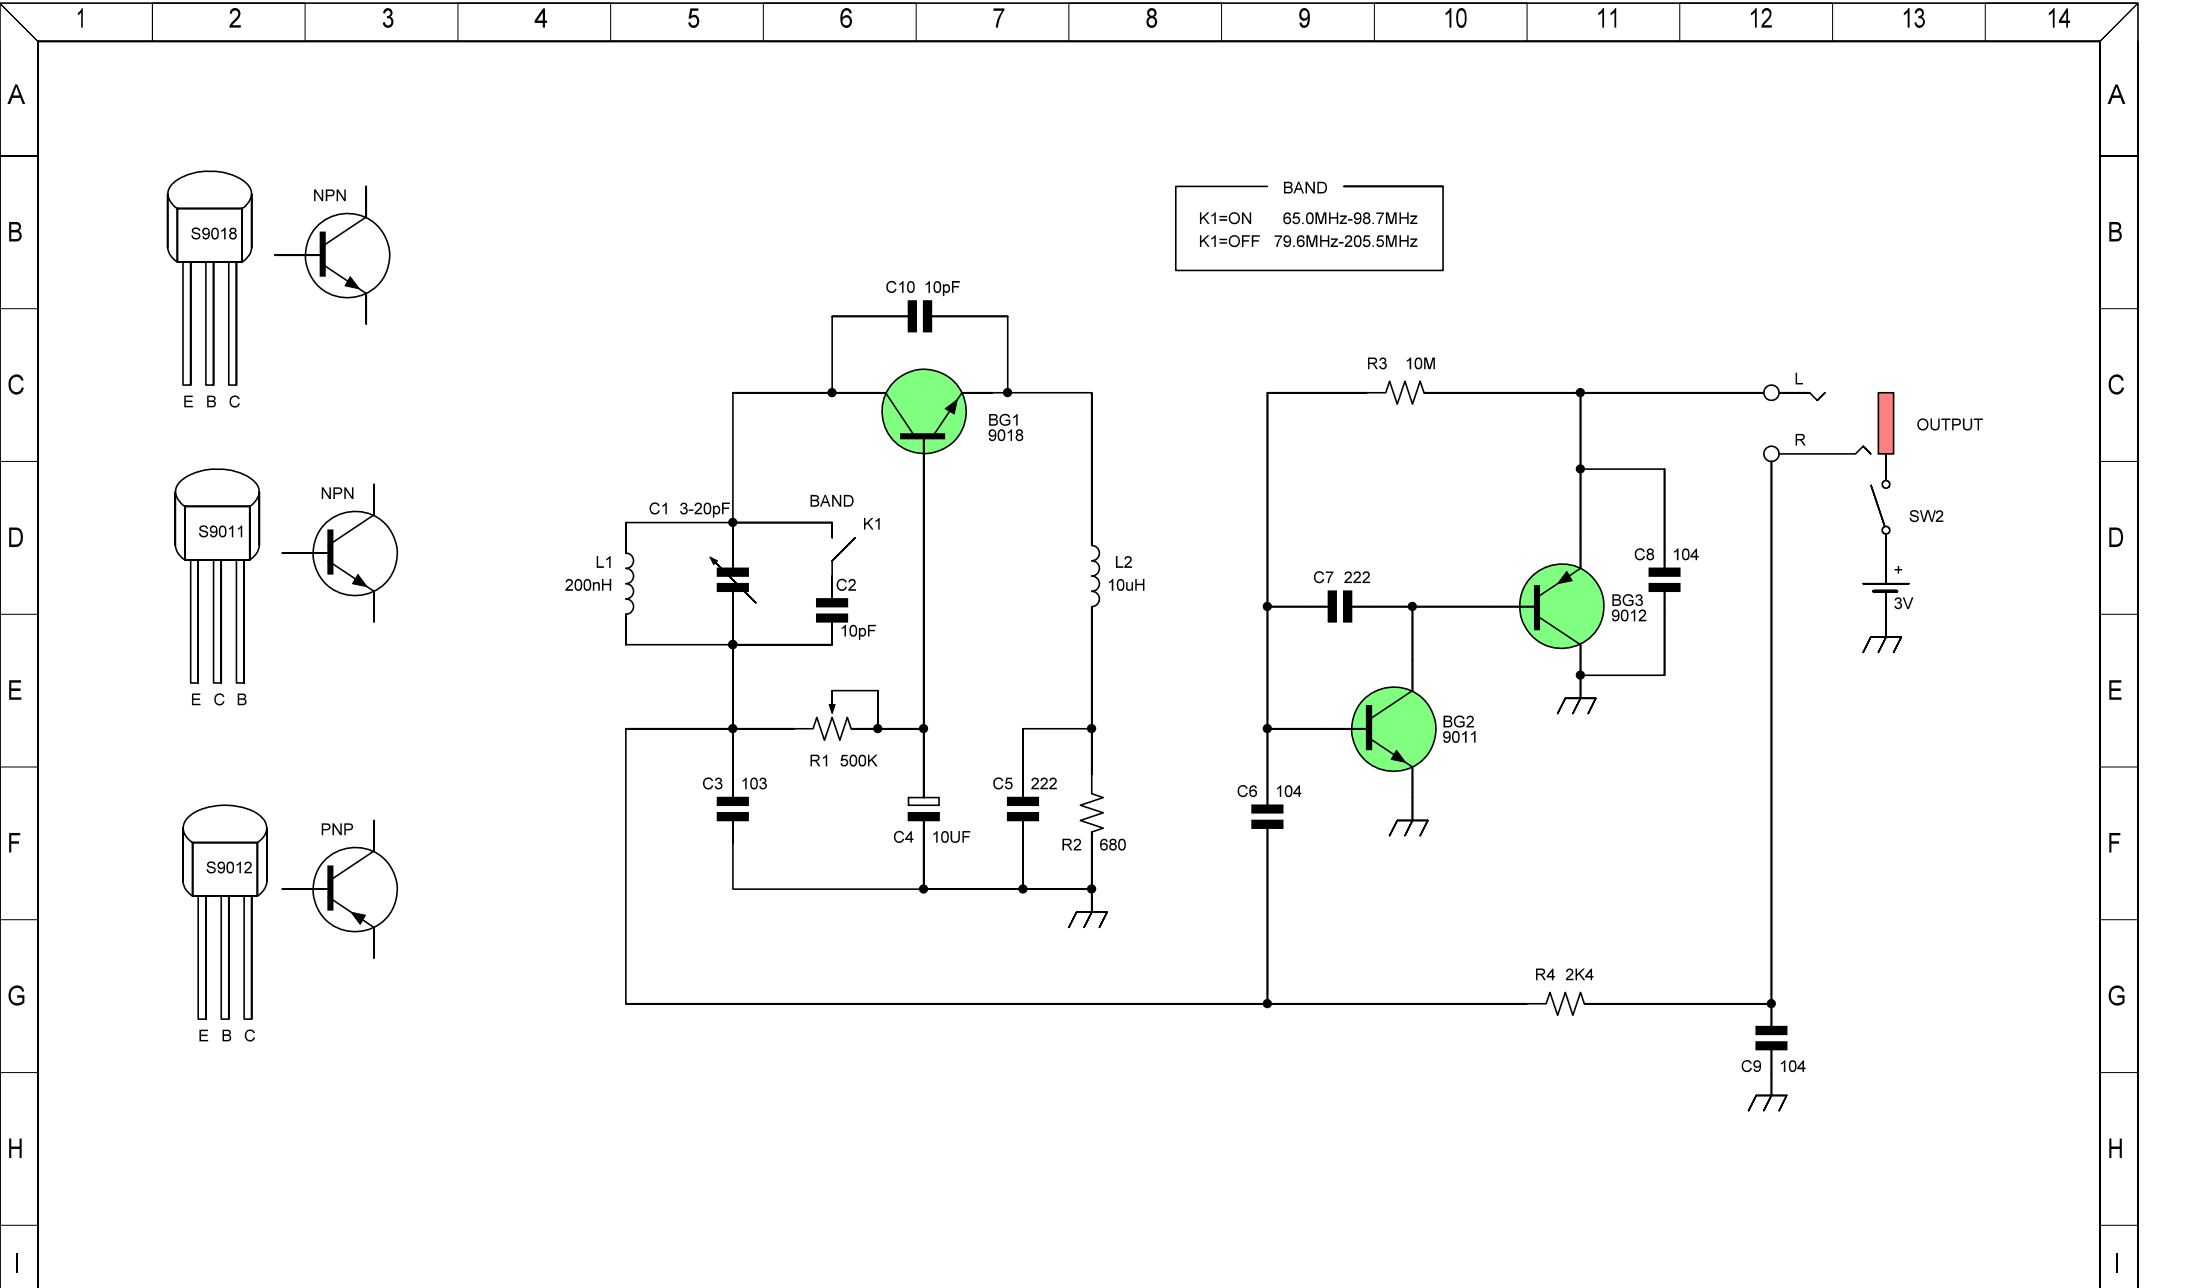 1 2 3 4 5 6 7 8 9 10 11 12 13 14
A A
NPN
BAND
B S9018 B
K1=ON 65.0MHz-98.7MHz
K1=OFF 79.6MHz-205.5MHz
C10 10pF
R3 10M
L
C C
E B C
BG1
9018
OUTPUT
R
NPN
BAND
C1 3-20pF
K1
SW2
S9011
D D
L1
200nH
L2
10uH
C2
10pF
C7 222
C8 104
BG3
9012
+
3V
E E
E C B
BG2
9011
R1 500K
C3 103
C5 222
C6 104
PNP
C4 10UF
R2 680
F F
S9012
R4 2K4
G G
E B C
C9 104
H H
I I